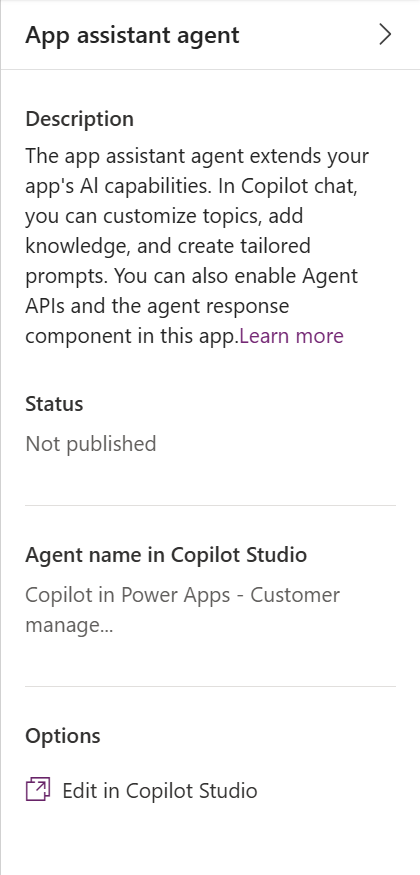 App assistant agent
Description
The app assistant agent extends your
app's AI capabilities. In Copilot chat,
you can customize topics, add
knowledge, and create tailored
prompts. You can also enable Agent
APIs and the agent response
component in this app.Learn more
Status
Not published
Agent name in Copilot Studio
Copilot in Power Apps - Customer
manage...
Options
Edit in Copilot Studio